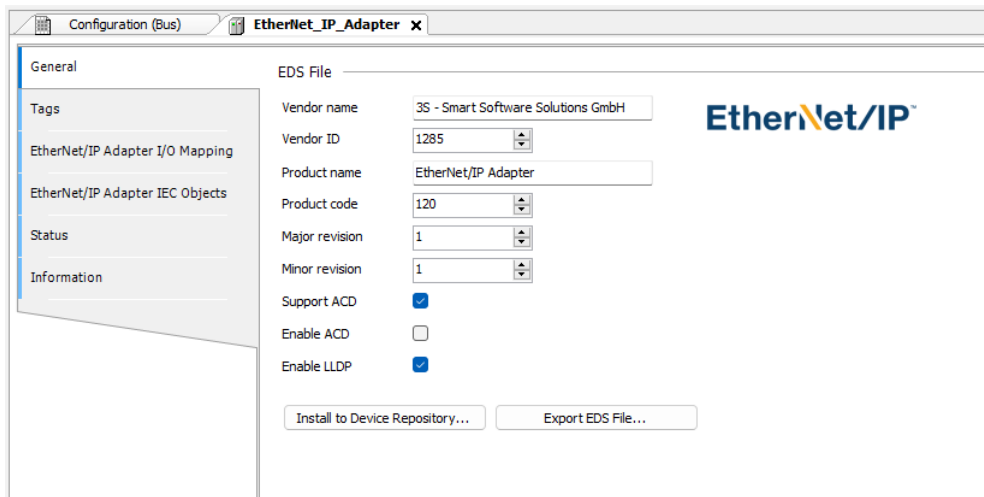 Configuration (Bus)
EtherNet_IP_Adapter
General
Tags
EtherNet/IP Adapter I/O Mapping
EtherNet/IP Adapter IEC Objects
Status
Information
EDS File
Vendor name 3S - Smart Software Solutions GmbH
Vendor ID 1285
Product name EtherNet/IP Adapter
Product code 120
Major revision 1
Minor revision 1
Support ACD
Enable ACD
Enable LLDP
Install to Device Repository... Export EDS File...
EtherNet/IP™